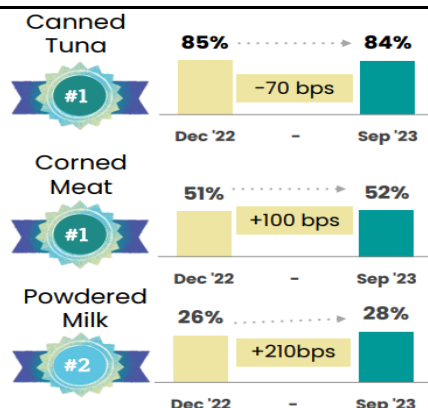 Canned
Tuna
#1
85% 84%
-70 bps
Dec '22 - Sep '23
Corned
Meat
#1
51% 52%
+100 bps
Dec '22 - Sep '23
Powdered
Milk
#2
26% 28%
+210bps
Dec '22 - Sep '23